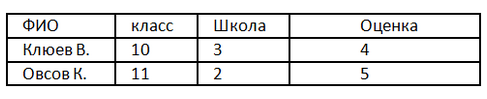 ФИО класс Школа Оценка
Клюев В. 10 3 4
Овсов К. 11 2 5